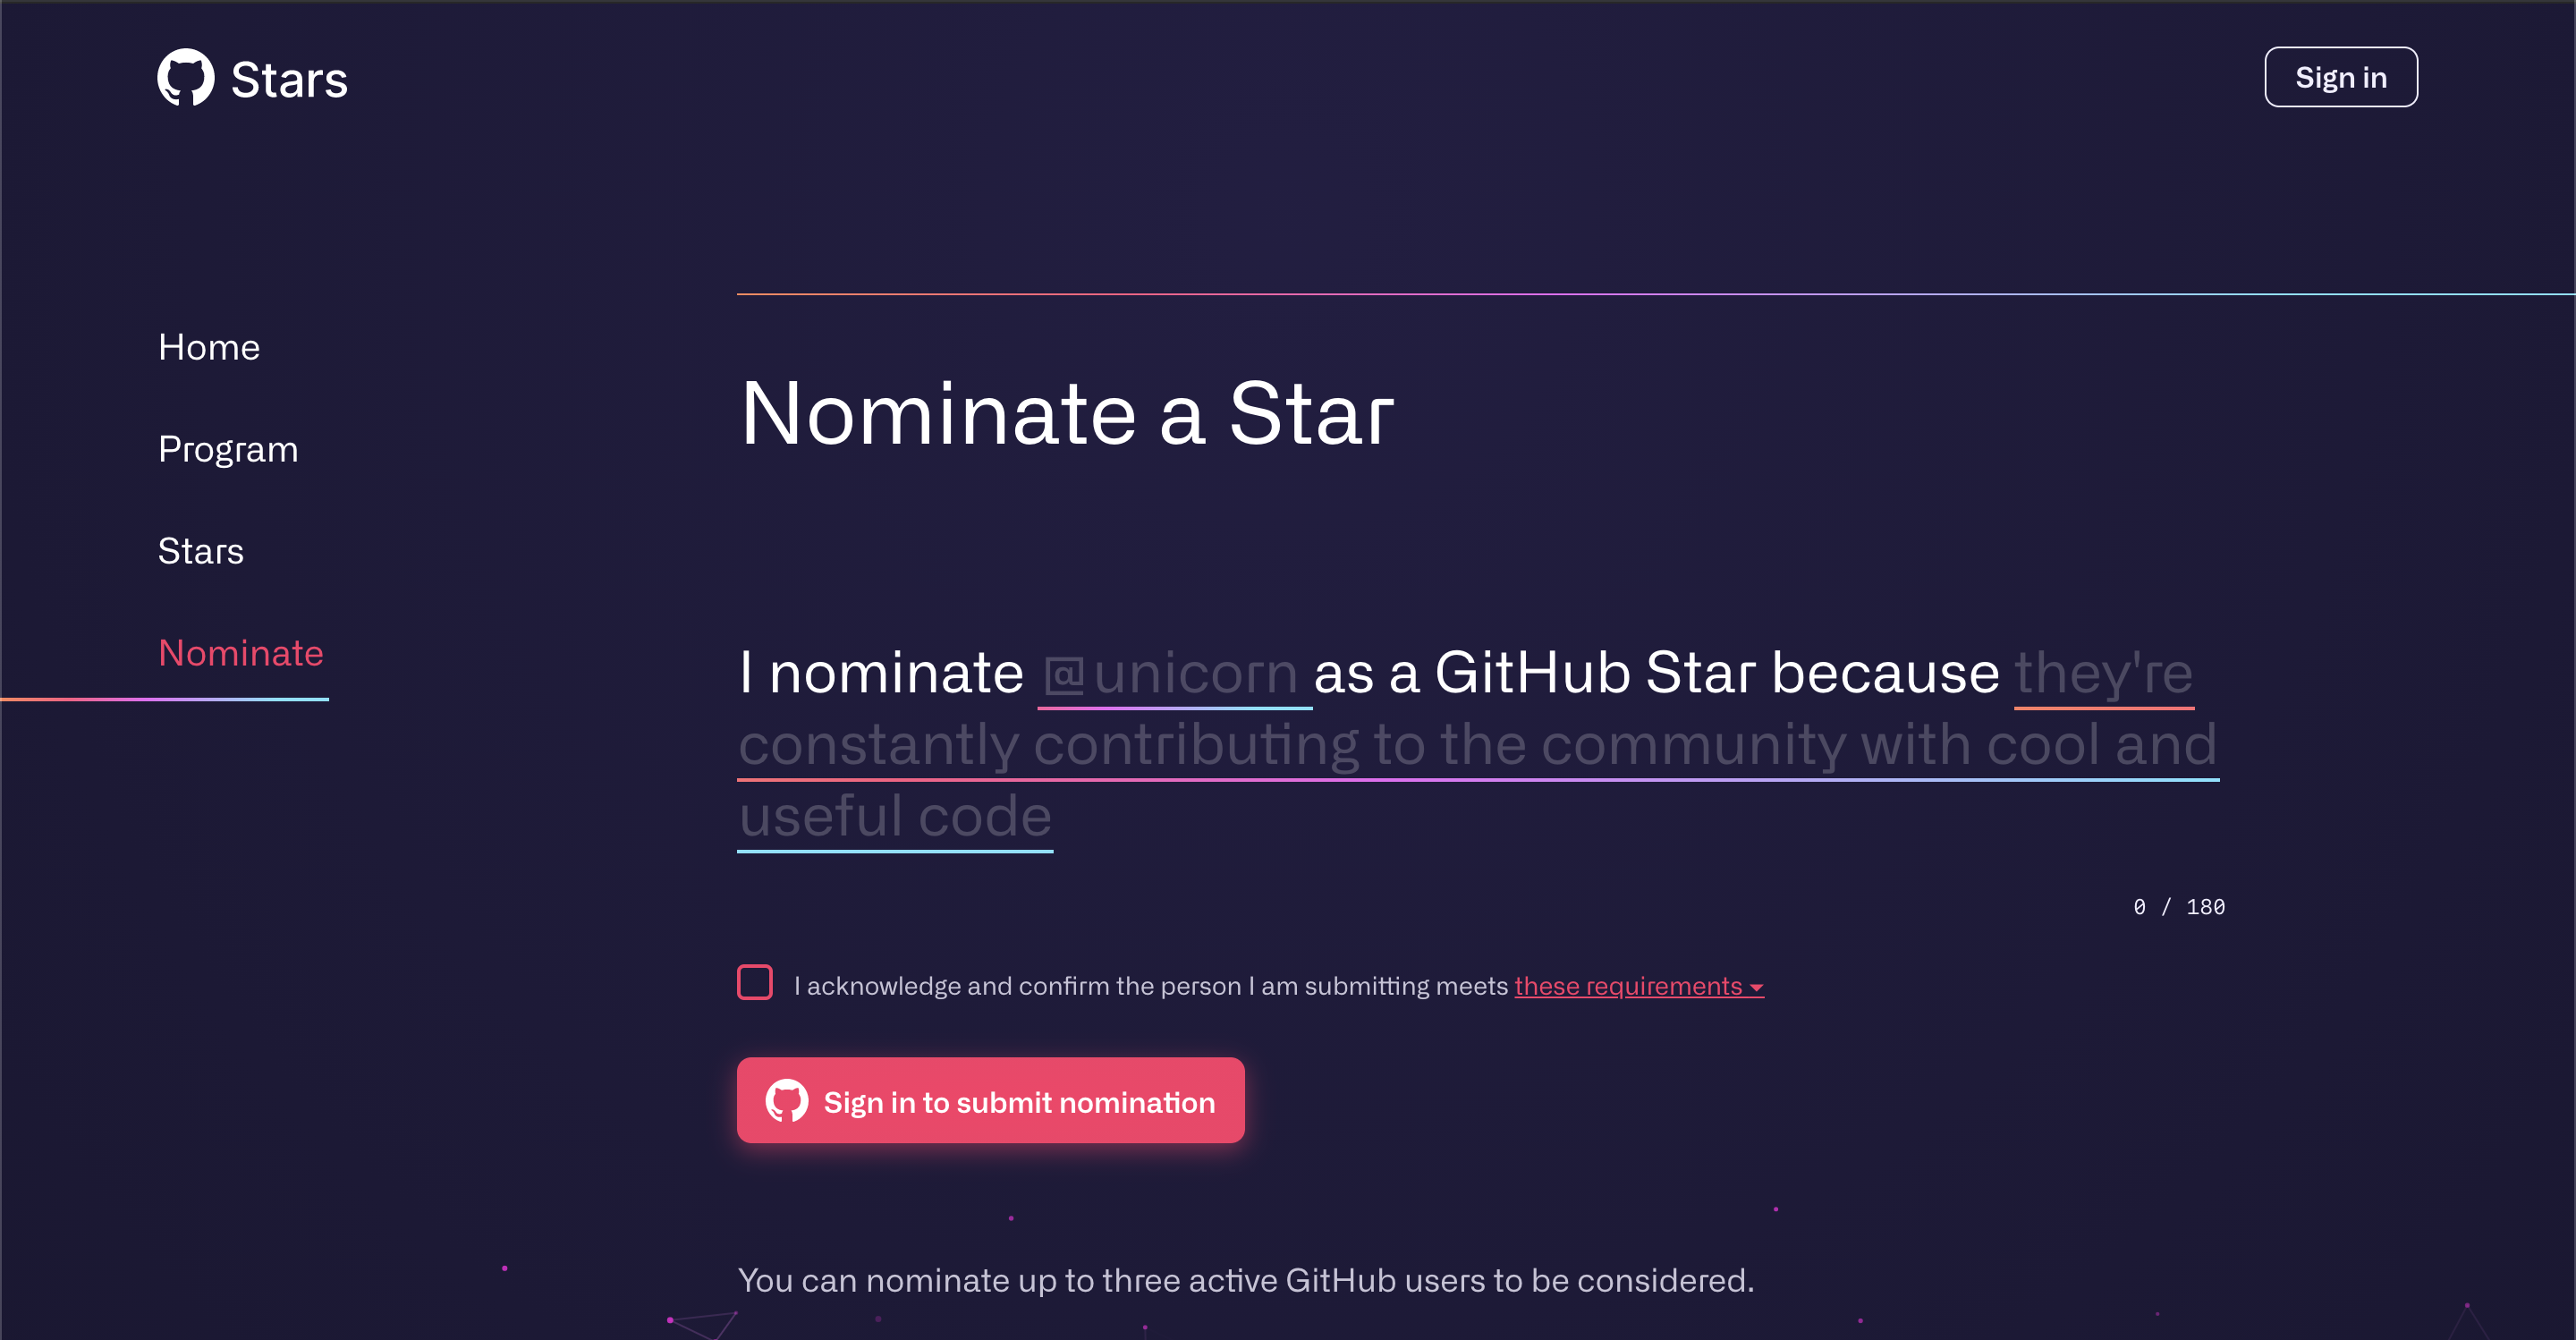 Stars
Sign in
Home
Program
Stars
Nominate
Nominate a Star
I nominate @unicorn as a GitHub Star because they're
constantly contributing to the community with cool and
useful code
0 / 180
I acknowledge and confirm the person I am submitting meets these requirements
Sign in to submit nomination
You can nominate up to three active GitHub users to be considered.